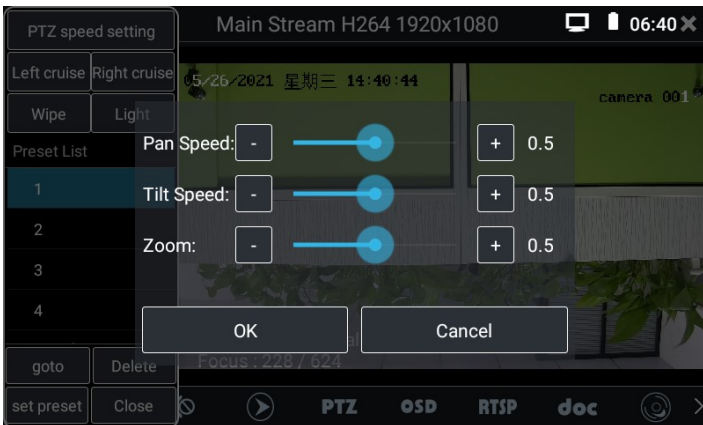 PTZ speed setting
Main Stream H264 1920x1080
06:40
Left cruise
Right cruise
05/26/2021 星期三 14:40:44
camera 001
Wipe
Light
Preset List
Pan Speed: - + 0.5
1
Tilt Speed: - + 0.5
2
Zoom: - + 0.5
3
4
OK
Cancel
goto
Delete
Focus : 228 / 624
set preset
Close
PTZ
OSD
RTSP
doc